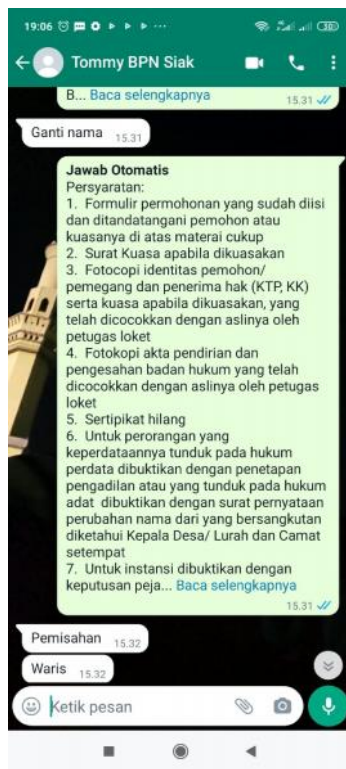 19:06
Tommy BPN Siak
B... Baca selengkapnya
15.31
Ganti nama 15.31
Jawab Otomatis
Persyaratan:
1. Formulir permohonan yang sudah diisi
dan ditandatangani pemohon atau
kuasanya di atas materai cukup
2. Surat Kuasa apabila dikuasakan
3. Fotocopi identitas pemohon/
pemegang dan penerima hak (KTP, KK)
serta kuasa apabila dikuasakan, yang
telah dicocokkan dengan aslinya oleh
petugas loket
4. Fotokopi akta pendirian dan
pengesahan badan hukum yang telah
dicocokkan dengan aslinya oleh petugas
loket
5. Sertipikat hilang
6. Untuk perorangan yang
keperdataannya tunduk pada hukum
perdata dibuktikan dengan penetapan
pengadilan atau yang tunduk pada hukum
adat dibuktikan dengan surat pernyataan
perubahan nama dari yang bersangkutan
diketahui Kepala Desa/ Lurah dan Camat
setempat
7. Untuk instansi dibuktikan dengan
keputusan peja... Baca selengkapnya
15.31
Pemisahan 15.32
Waris 15.32
Ketik pesan